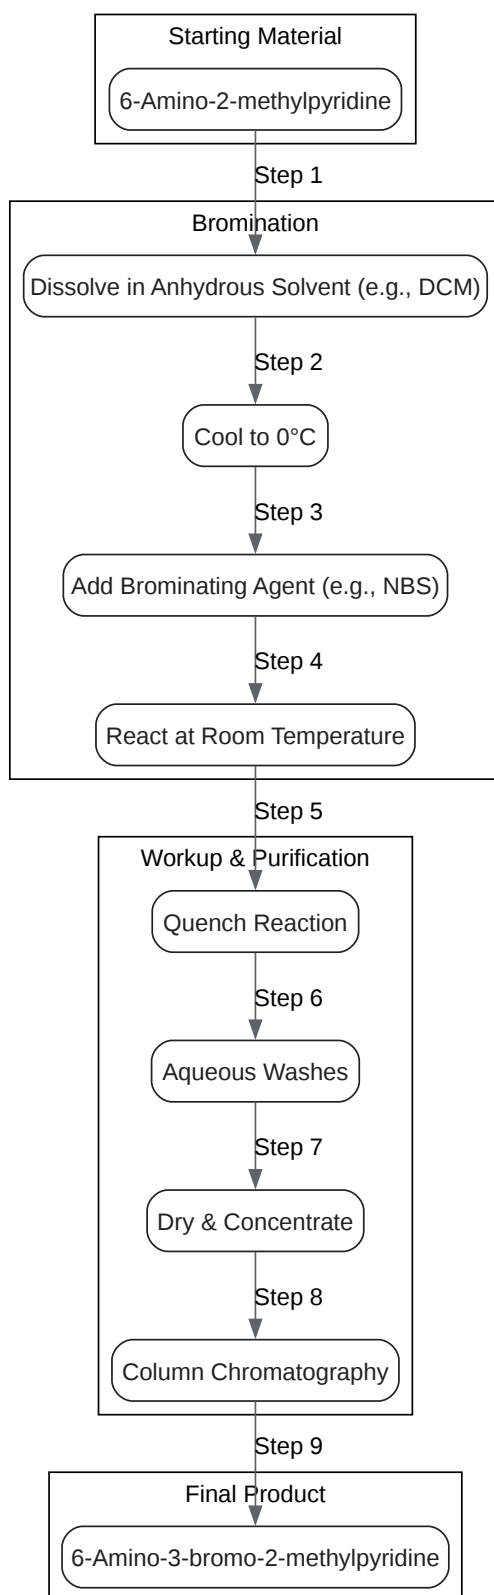 Starting Material
6-Amino-2-methylpyridine
Step 1
Bromination
Dissolve in Anhydrous Solvent (e.g., DCM)
Step 2
Cool to 0°C
Step 3
Add Brominating Agent (e.g., NBS)
Step 4
React at Room Temperature
Step 5
Workup & Purification
Quench Reaction
Step 6
Aqueous Washes
Step 7
Dry & Concentrate
Step 8
Column Chromatography
Step 9
Final Product
6-Amino-3-bromo-2-methylpyridine